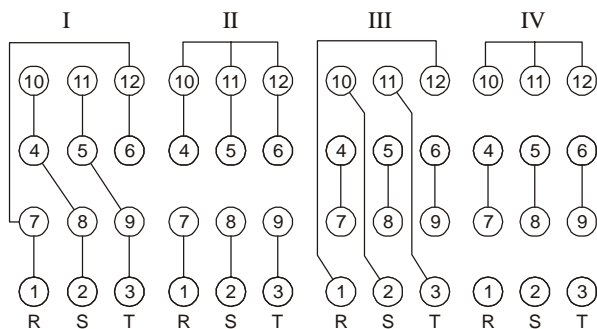 I II III IV
10 11 12 10 11 12 10 11 12 10 11 12
4 5 6 4 5 6 4 5 6 4 5 6
7 8 9 7 8 9 7 8 9 7 8 9
1 2 3 1 2 3 1 2 3 1 2 3
R S T R S T R S T R S T